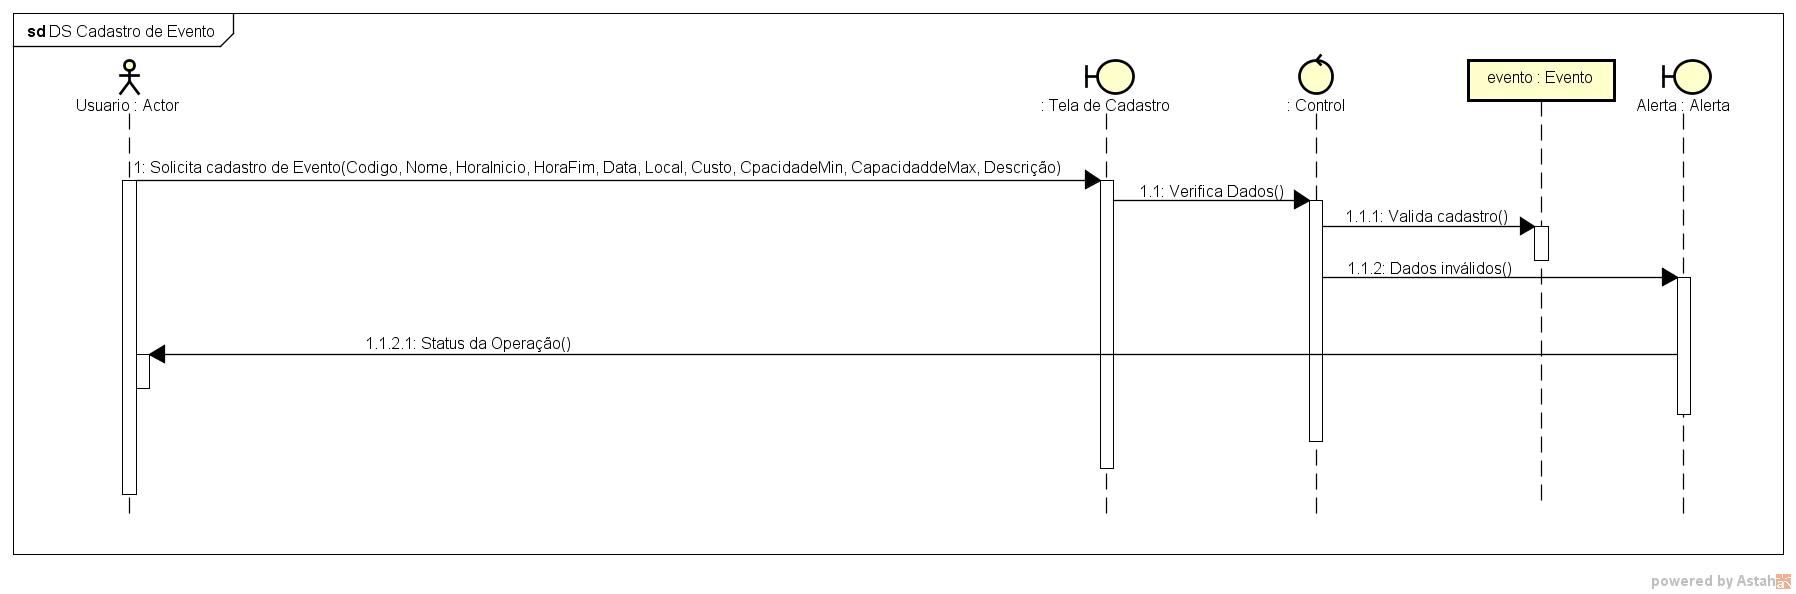 sd DS Cadastro de Evento
Usuario : Actor
: Tela de Cadastro
: Control
evento : Evento
Alerta : Alerta
1: Solicita cadastro de Evento(Codigo, Nome, HoraInicio, HoraFim, Data, Local, Custo, CpacidadeMin, CapacidaddeMax, Descrição)
1.1: Verifica Dados()
1.1.1: Valida cadastro()
1.1.2: Dados inválidos()
1.1.2.1: Status da Operação()
powered by Astah